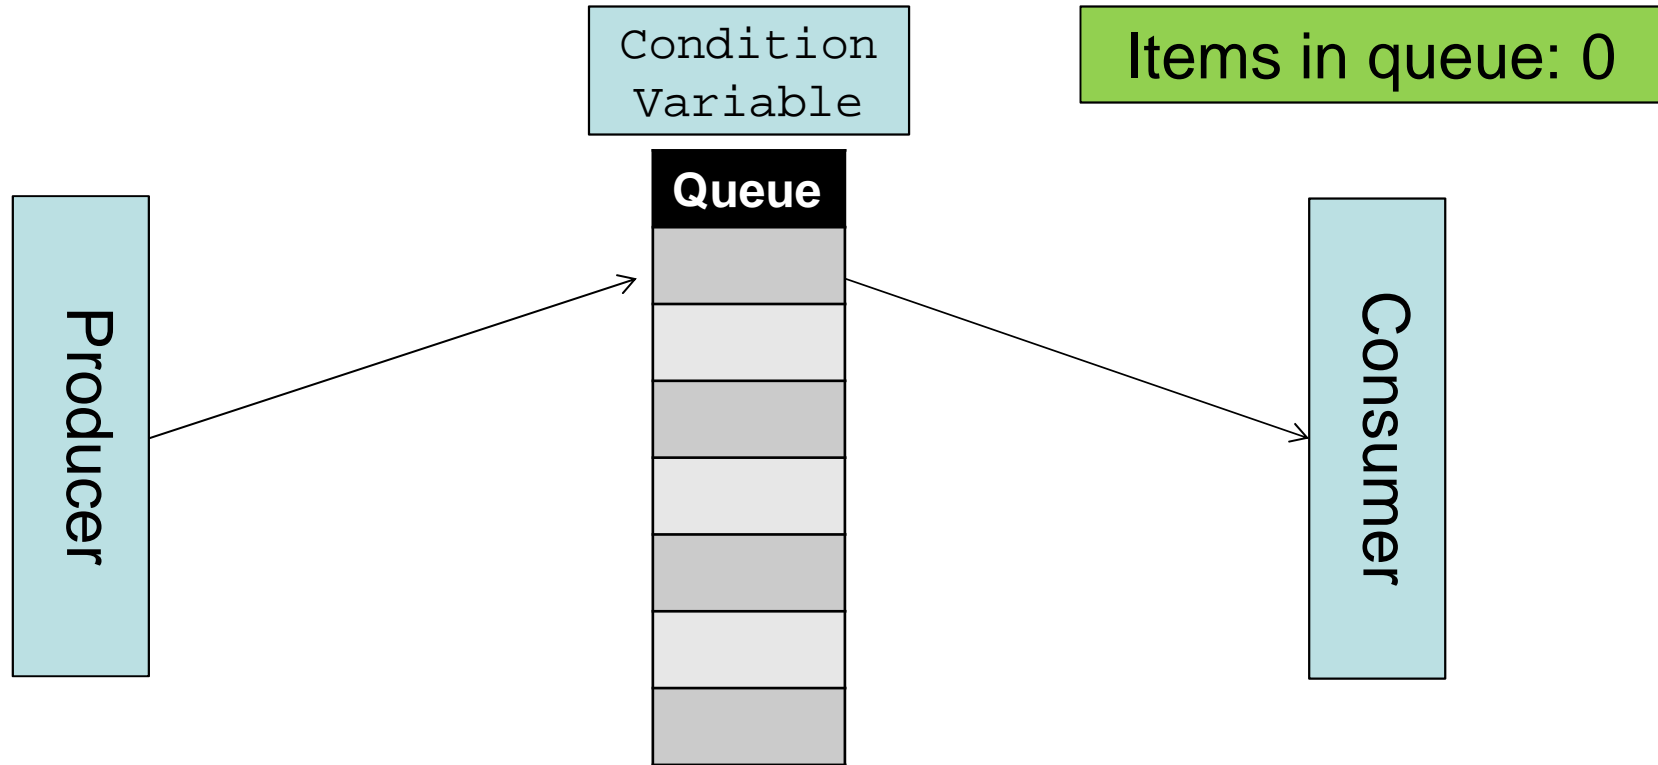 Condition
Variable
Items in queue: 0
Queue
Producer
Consumer